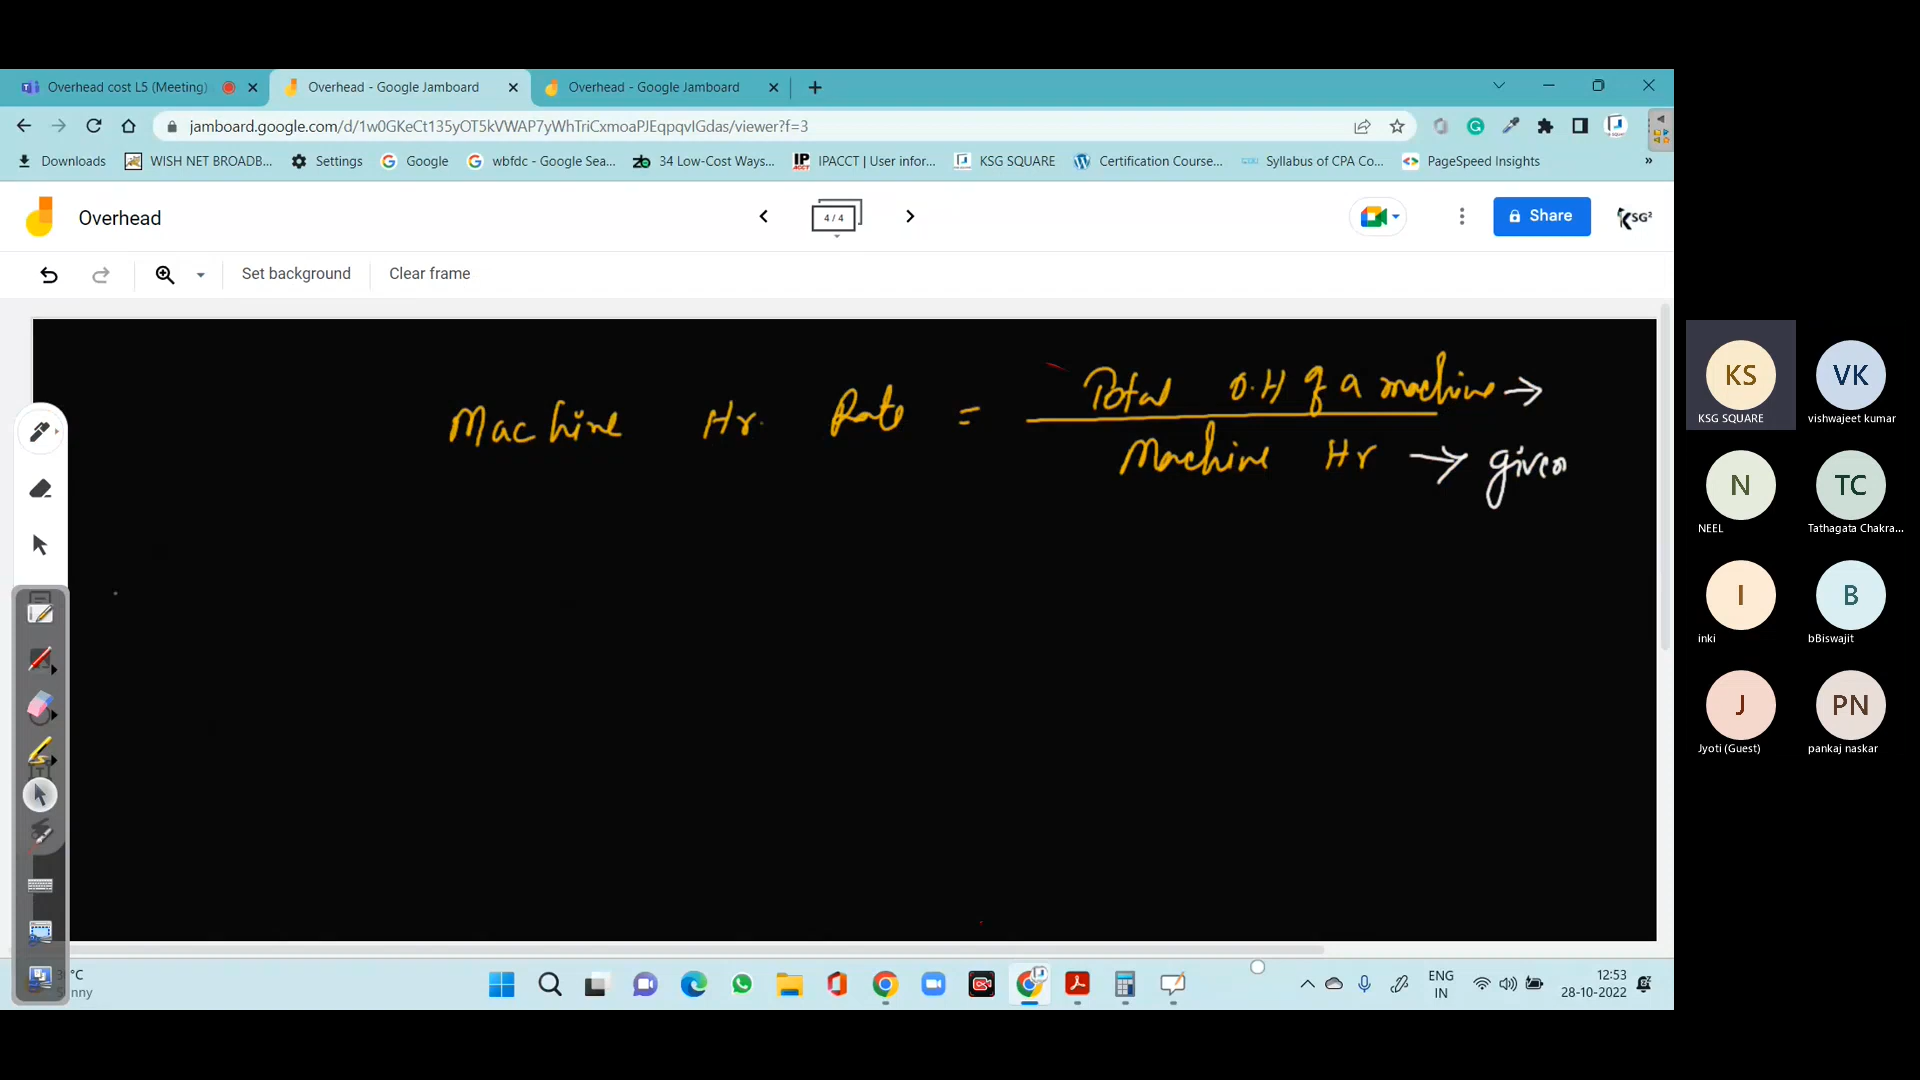 Overhead cost L5 (Meeting)
Overhead - Google Jamboard
Overhead - Google Jamboard
jamboard.google.com/d/1w0GKeCt135yOT5kVWAP7yWhTriCxmoaPJEqpqvIGdas/viewer?f=3
Downloads
WISH NET BROADB...
Settings
Google
wbfdc - Google Sea...
34 Low-Cost Ways...
IPACCT | User infor...
KSG SQUARE
Certification Course...
Syllabus of CPA Co...
PageSpeed Insights
»
Overhead
4 / 4
Share
KSG²
Set background
Clear frame
Machine Hr. Rate = Total O.H of a machine →
Machine Hr → given
KS
KSG SQUARE
VK
vishwajeet kumar
N
NEEL
TC
Tathagata Chakra...
I
inki
B
bBiswajit
J
Jyoti (Guest)
PN
pankaj naskar
ENG
IN
12:53
28-10-2022